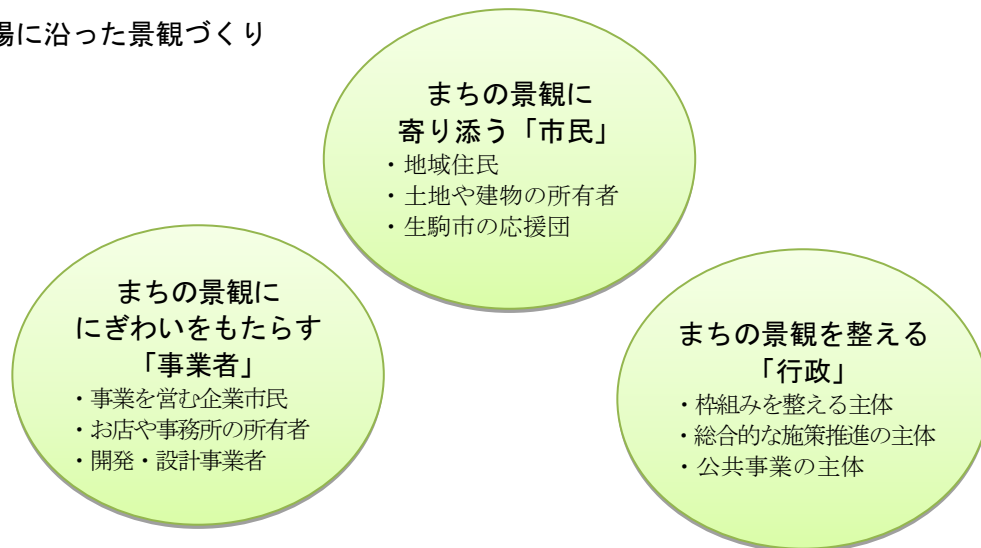 場に沿った景観づくり
まちの景観に
寄り添う「市民」
・地域住民
・土地や建物の所有者
・生駒市の応援団
まちの景観に
にぎわいをもたらす
「事業者」
・事業を営む企業市民
・お店や事務所の所有者
・開発・設計事業者
まちの景観を整える
「行政」
・枠組みを整える主体
・総合的な施策推進の主体
・公共事業の主体